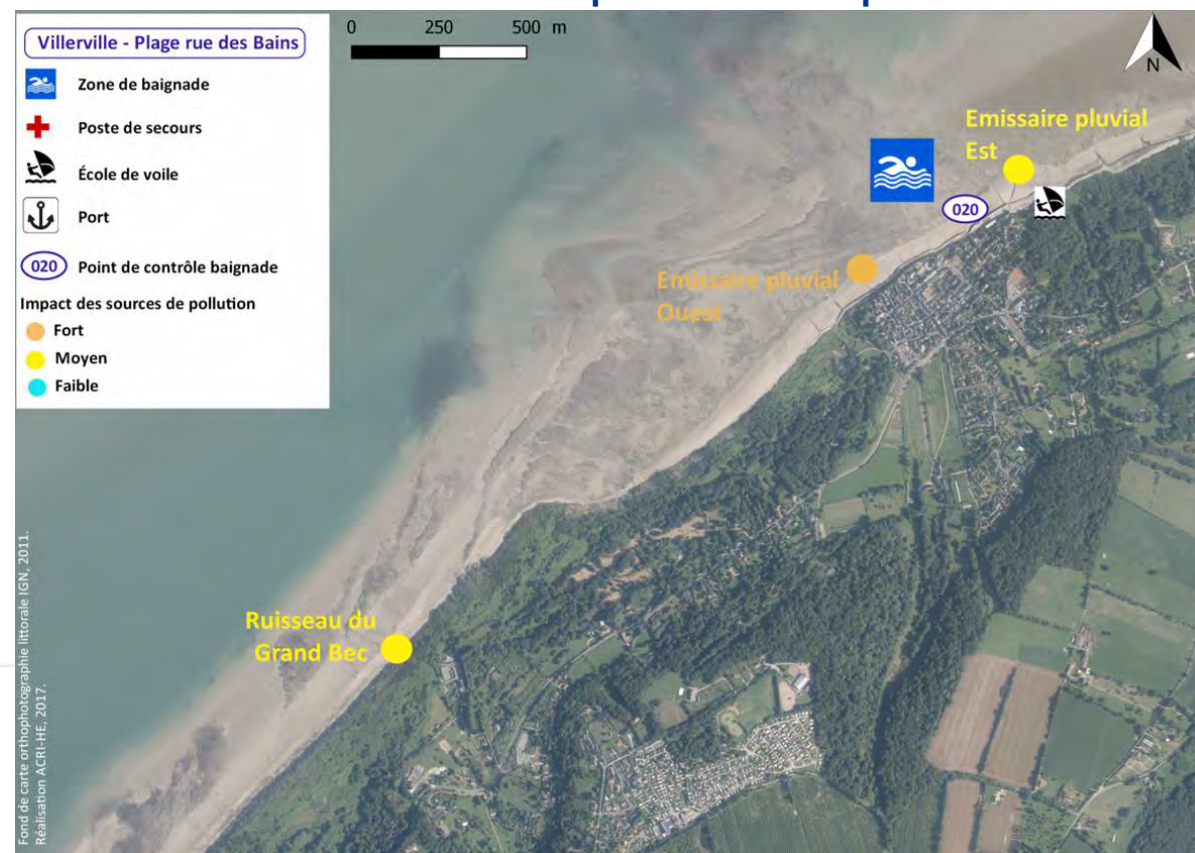 Villerville - Plage rue des Bains
Zone de baignade
Poste de secours
École de voile
Port
020 Point de contrôle baignade
Impact des sources de pollution
Fort
Moyen
Faible
0 250 500 m
N
Emissaire pluvial
Est
020
Emissaire pluvial
Ouest
Ruisseau du
Grand Bec
Fond de carte orthophotographie littorale IGN, 2011.
Réalisation ACRI-HE, 2017.